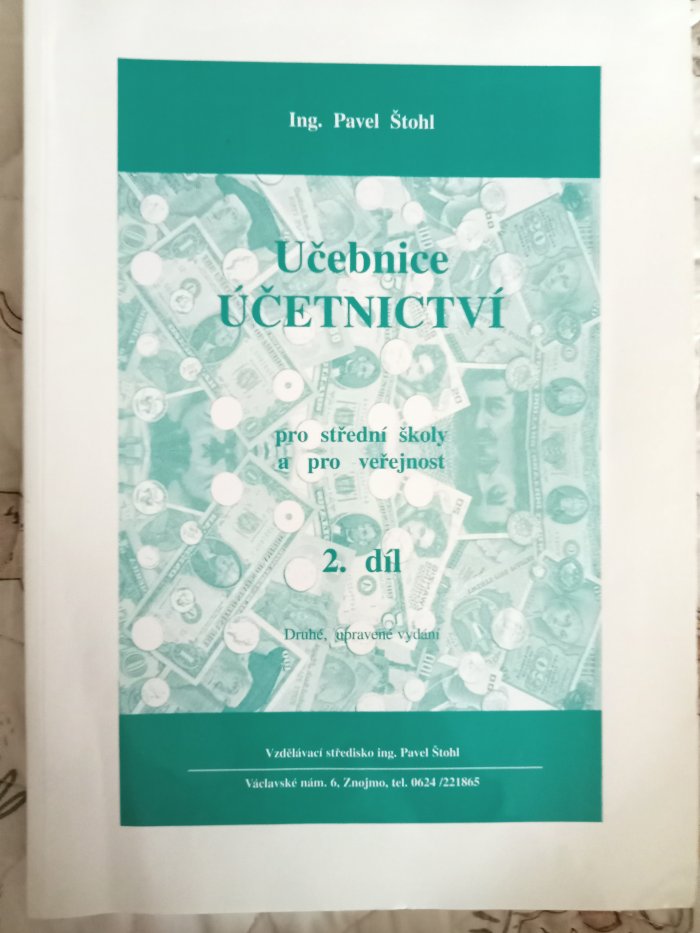 Ing. Pavel Štohl
Učebnice
ÚČETNICTVÍ
pro střední školy
a pro veřejnost
2. díl
Druhé, upravené vydání
Vzdělávací středisko ing. Pavel Štohl
Václavské nám. 6, Znojmo, tel. 0624 /221865